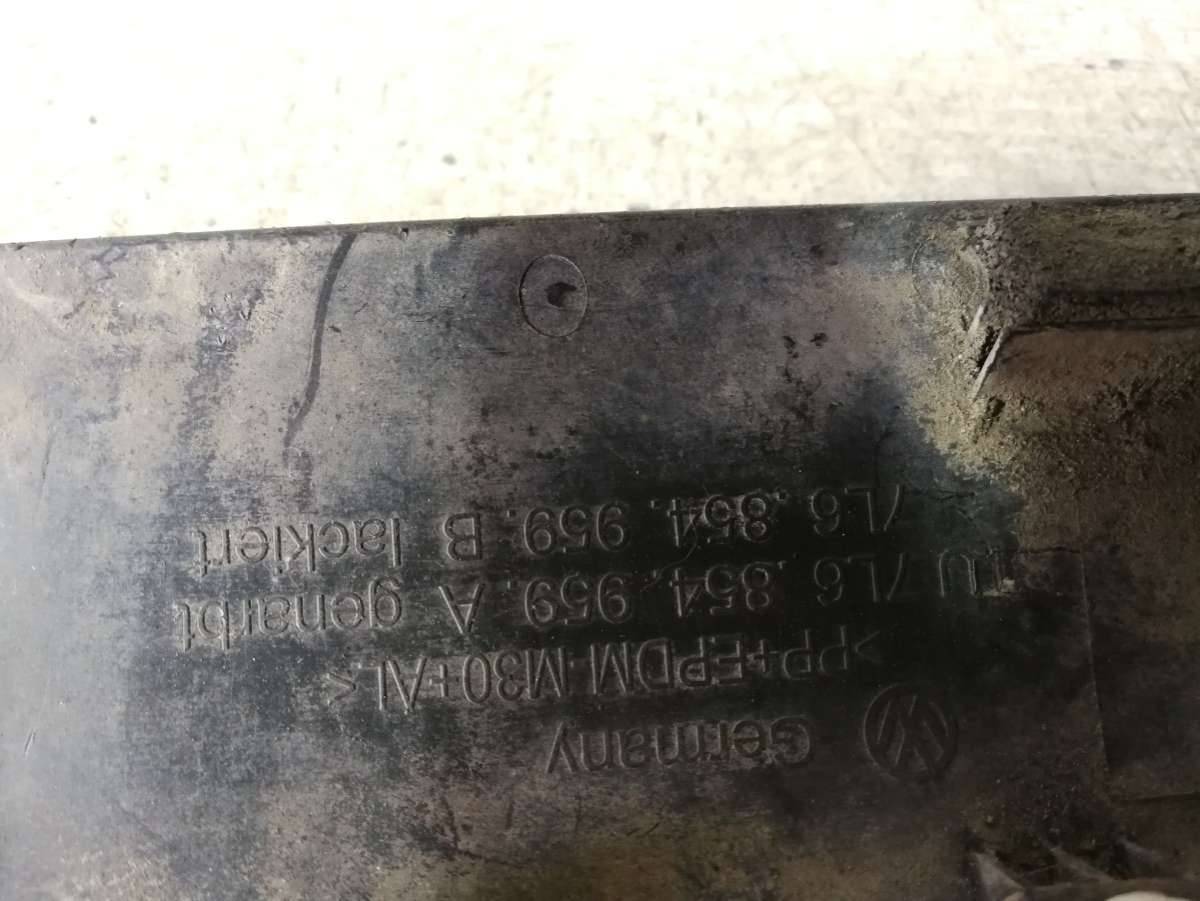 Germany
>PP+EPDM-M30+AL<
7L6.854.959.A genarbt
7L6.854.959.B lackiert